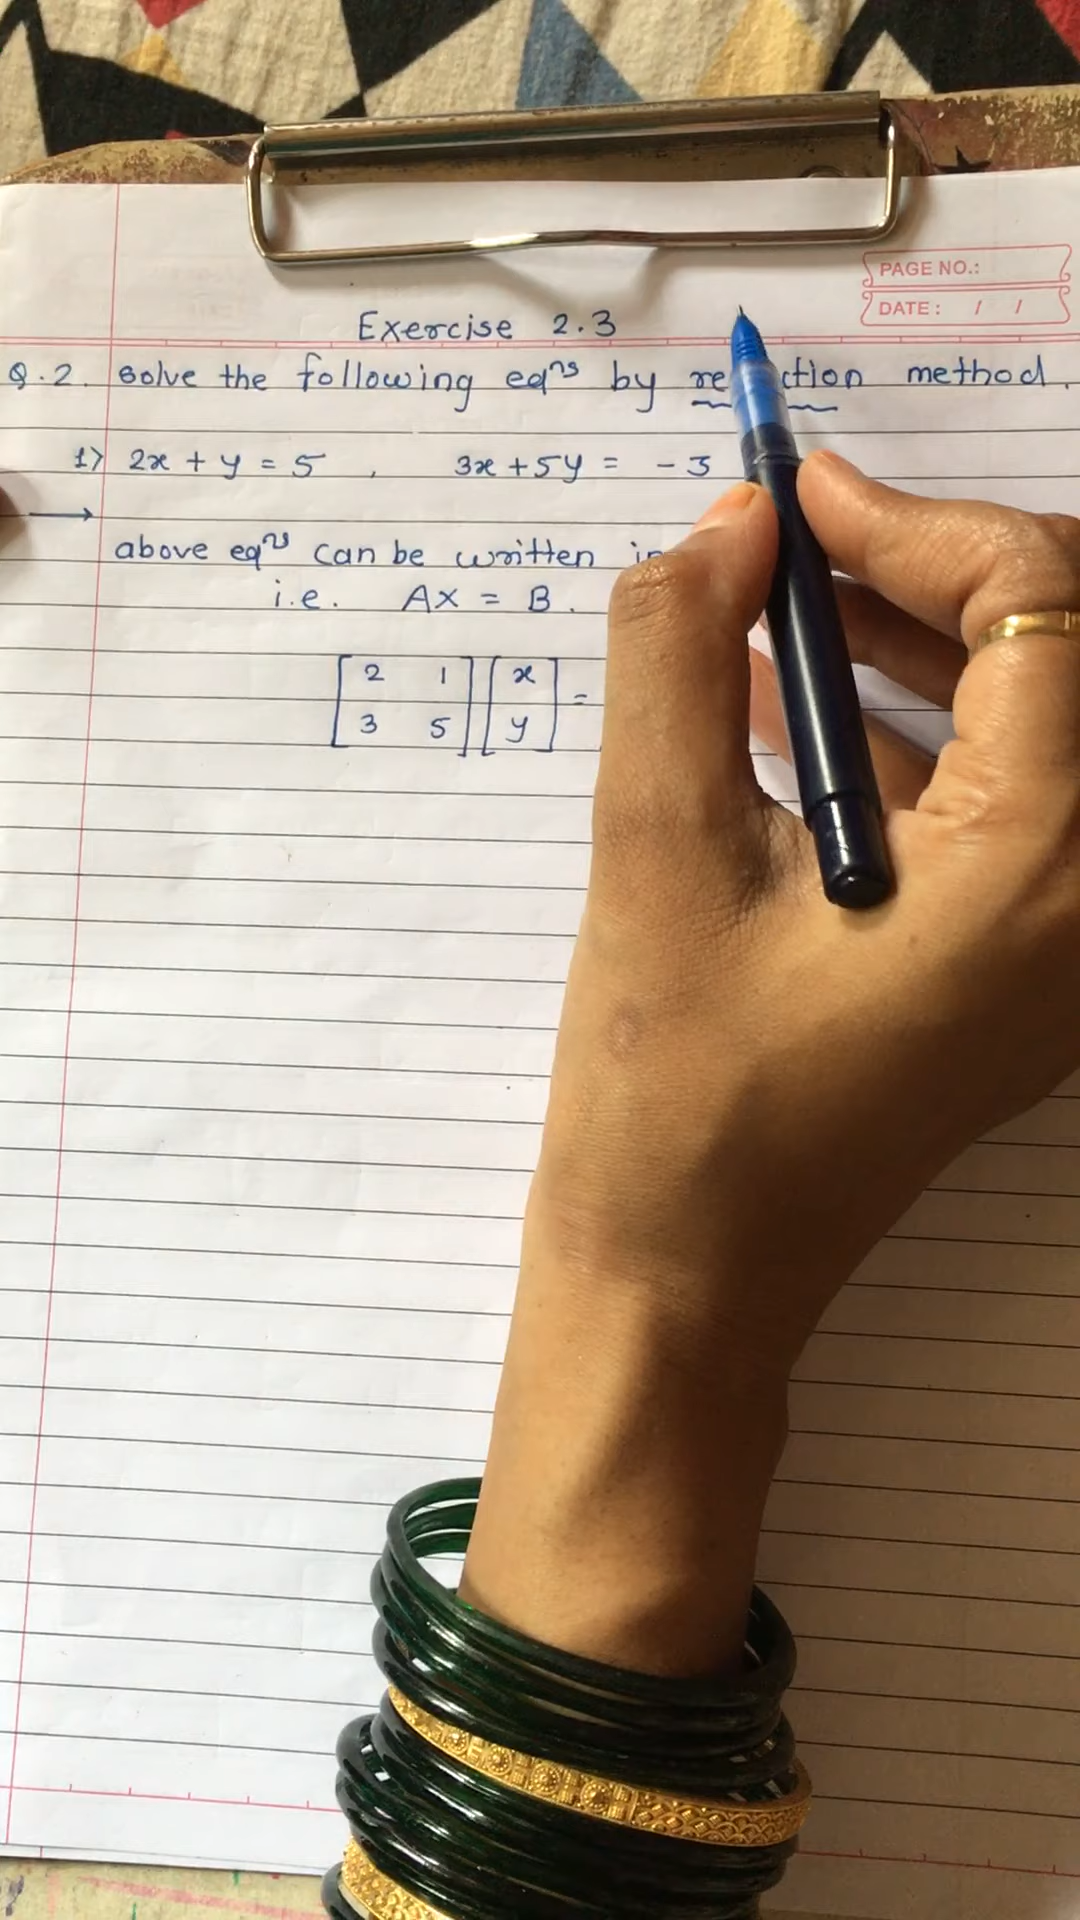 PAGE NO.:
DATE: / /
Exercise 2.3
Q.2. Solve the following eqⁿˢ by method.
1) 2x + y = 5 , 3x + 5y = -3
→
above eqⁿˢ can be written
i.e. AX = B.
[2 1] [x] =
[3 5] [y]